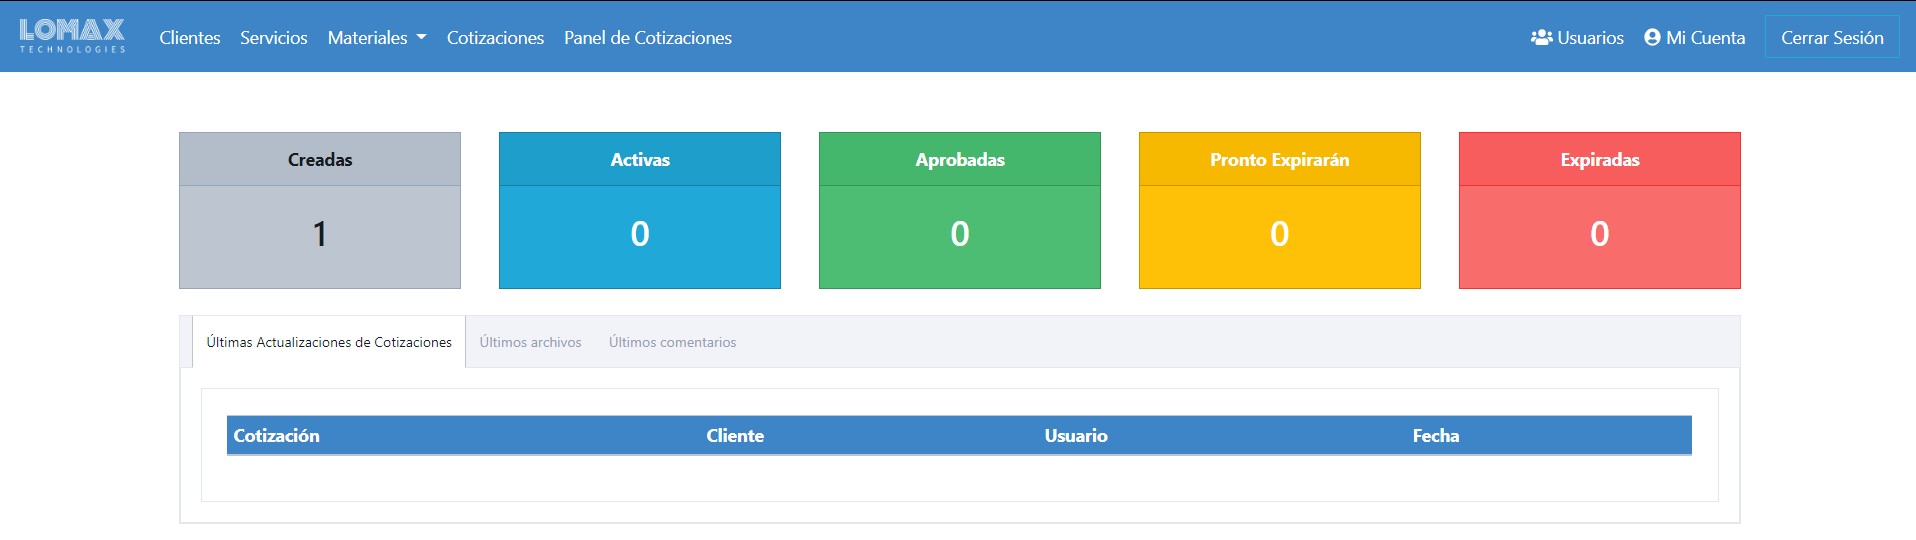 LOMAX
TECHNOLOGIES
Clientes Servicios Materiales Cotizaciones Panel de Cotizaciones Usuarios Mi Cuenta Cerrar Sesión
Creadas Activas Aprobadas Pronto Expirarán Expiradas
1 0 0 0 0
Últimas Actualizaciones de Cotizaciones Últimos archivos Últimos comentarios
Cotización Cliente Usuario Fecha